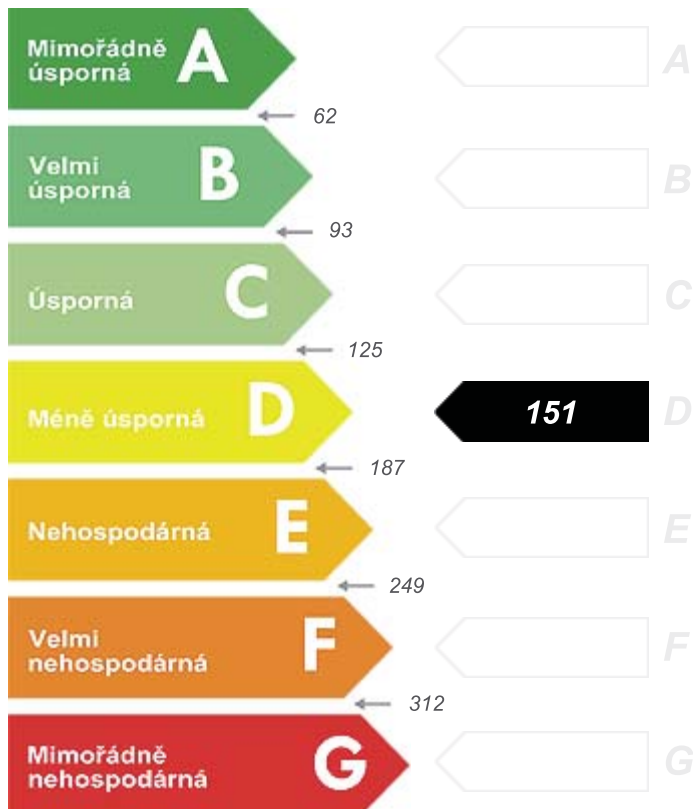 Mimořádně
úsporná
A
A
62
Velmi
úsporná
B
B
93
Úsporná
C
C
125
Méně úsporná
D
151
D
187
Nehospodárná
E
E
249
Velmi
nehospodárná
F
F
312
Mimořádně
nehospodárná
G
G